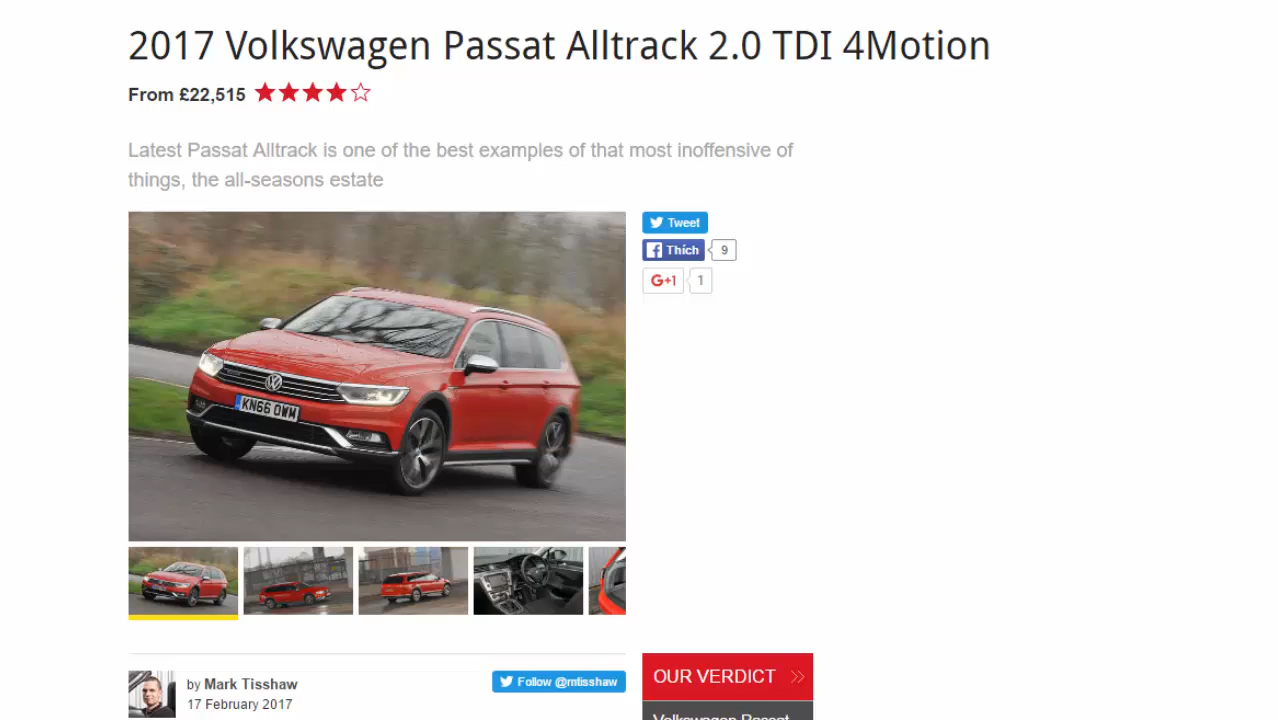 2017 Volkswagen Passat Alltrack 2.0 TDI 4Motion
From £22,515
Latest Passat Alltrack is one of the best examples of that most inoffensive of
things, the all-seasons estate
Tweet
Thích 9
G+1 1
KN66 OWM
by Mark Tisshaw
17 February 2017
Follow @mtisshaw
OUR VERDICT
Volkswagen Passat